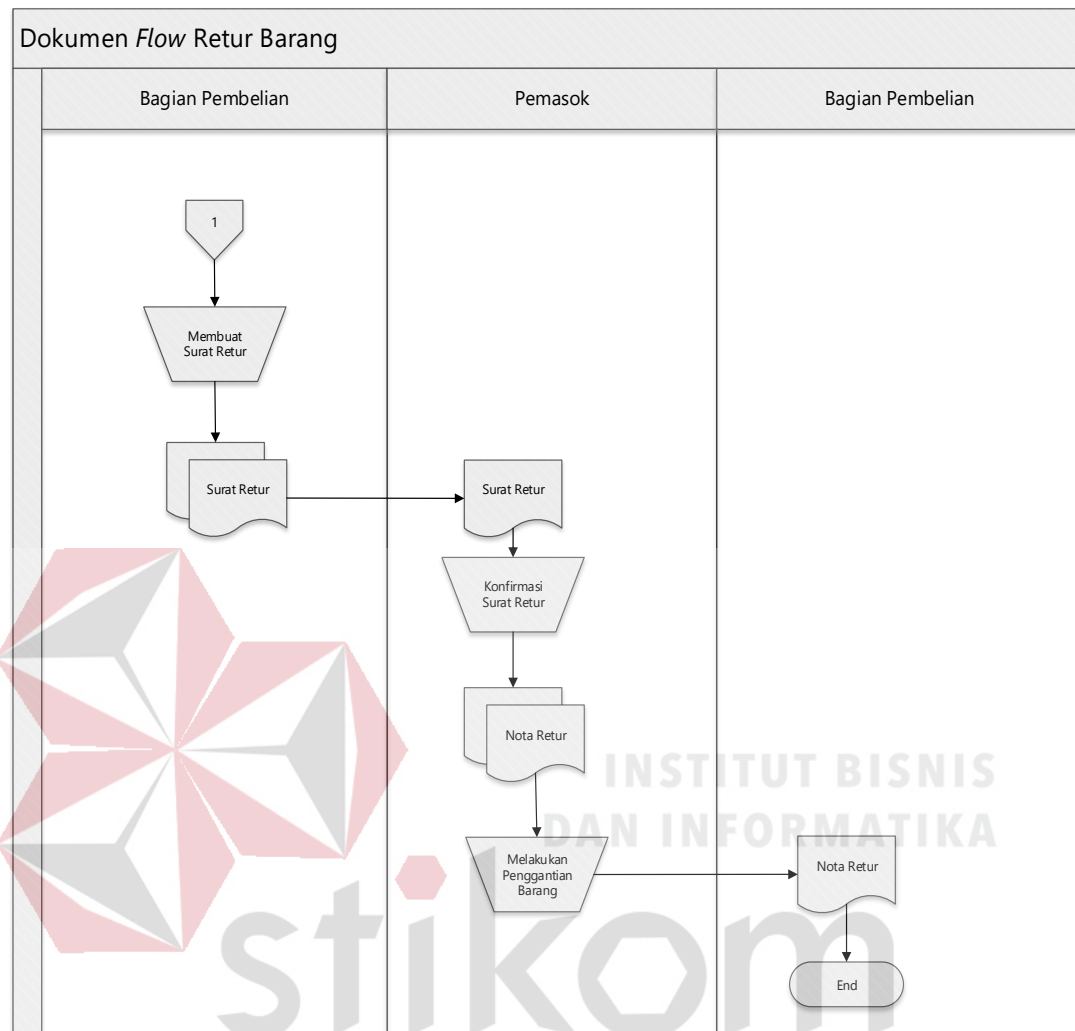 Dokumen Flow Retur Barang
Bagian Pembelian
Pemasok
Bagian Pembelian
1
Membuat
Surat Retur
Surat Retur
Surat Retur
Konfirmasi
Surat Retur
Nota Retur
INSTITUT BISNIS
DAN INFORMATIKA
Melakukan
Penggantian
Barang
Nota Retur
stikom
End